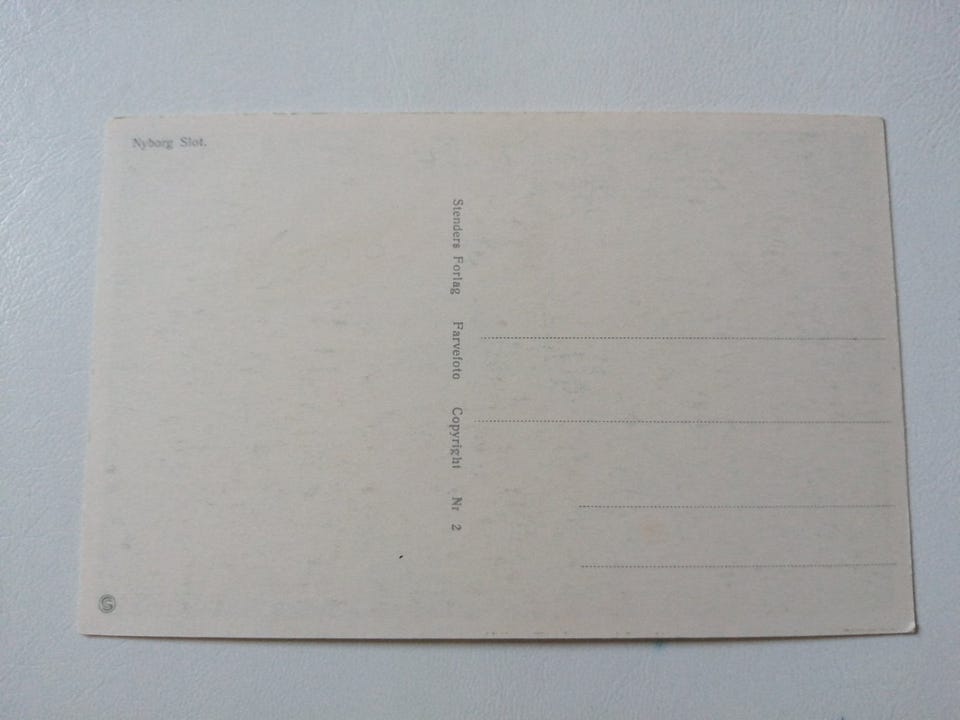 Nyborg Slot.
Stenders Forlag Farvefoto Copyright Nr 2